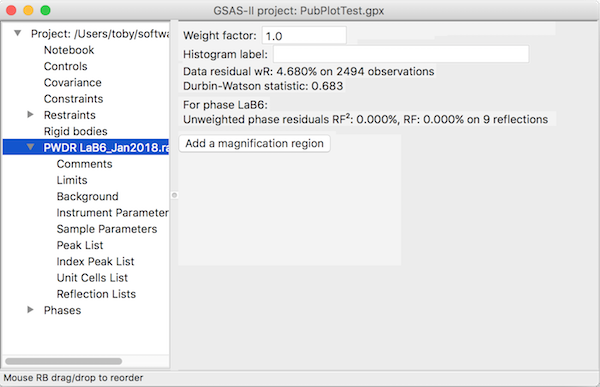 GSAS-II project: PubPlotTest.gpx
Project: /Users/toby/softwa
Notebook
Controls
Covariance
Constraints
Restraints
Rigid bodies
PWDR LaB6_Jan2018.ra
Comments
Limits
Background
Instrument Parameter
Sample Parameters
Peak List
Index Peak List
Unit Cells List
Reflection Lists
Phases
Weight factor: 1.0
Histogram label:
Data residual wR: 4.680% on 2494 observations
Durbin-Watson statistic: 0.683
For phase LaB6:
Unweighted phase residuals RF²: 0.000%, RF: 0.000% on 9 reflections
Add a magnification region
Mouse RB drag/drop to reorder